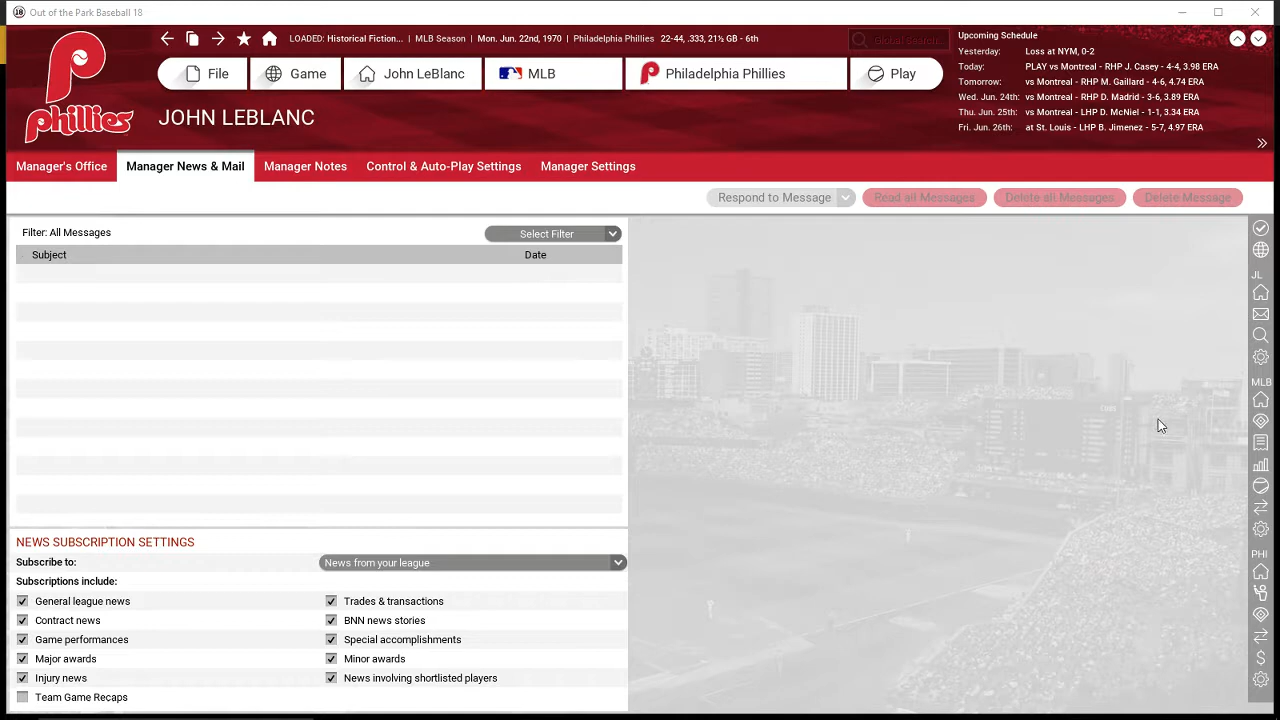 Out of the Park Baseball 18
LOADED: Historical Fiction... | MLB Season | Mon. Jun. 22nd, 1970 | Philadelphia Phillies 22-44, .333, 21½ GB - 6th
Global Search...
Upcoming Schedule
Yesterday: Loss at NYM, 0-2
Today: PLAY vs Montreal - RHP J. Casey - 4-4, 3.98 ERA
Tomorrow: vs Montreal - RHP M. Gaillard - 4-6, 4.74 ERA
Wed. Jun. 24th: vs Montreal - RHP D. Madrid - 3-6, 3.89 ERA
Thu. Jun. 25th: vs Montreal - LHP D. McNiel - 1-1, 3.34 ERA
Fri. Jun. 26th: at St. Louis - LHP B. Jimenez - 5-7, 4.97 ERA
File Game John LeBlanc MLB Philadelphia Phillies Play
phillies
JOHN LEBLANC
Manager's Office Manager News & Mail Manager Notes Control & Auto-Play Settings Manager Settings
Respond to Message Read all Messages Delete all Messages Delete Message
Filter: All Messages Select Filter
Subject Date
JL
MLB
PHI
NEWS SUBSCRIPTION SETTINGS
Subscribe to: News from your league
Subscriptions include:
General league news Trades & transactions
Contract news BNN news stories
Game performances Special accomplishments
Major awards Minor awards
Injury news News involving shortlisted players
Team Game Recaps